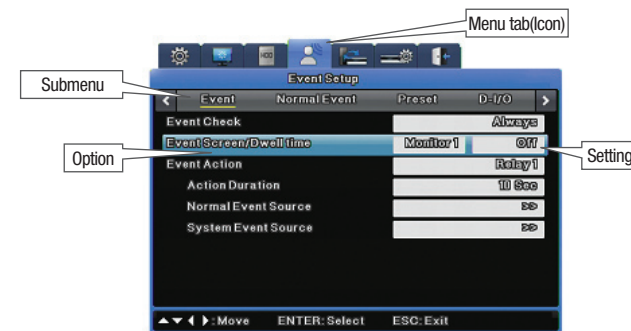 Menu tab(Icon)
HDD
Event Setup
Submenu
Event Normal Event Preset D-I/O
Event Check Always
Event Screen/Dwell time Monitor 1 Off
Option
Setting
Event Action Relay 1
Action Duration 10 Sec
Normal Event Source >>
System Event Source >>
▲▼◀▶:Move ENTER:Select ESC:Exit